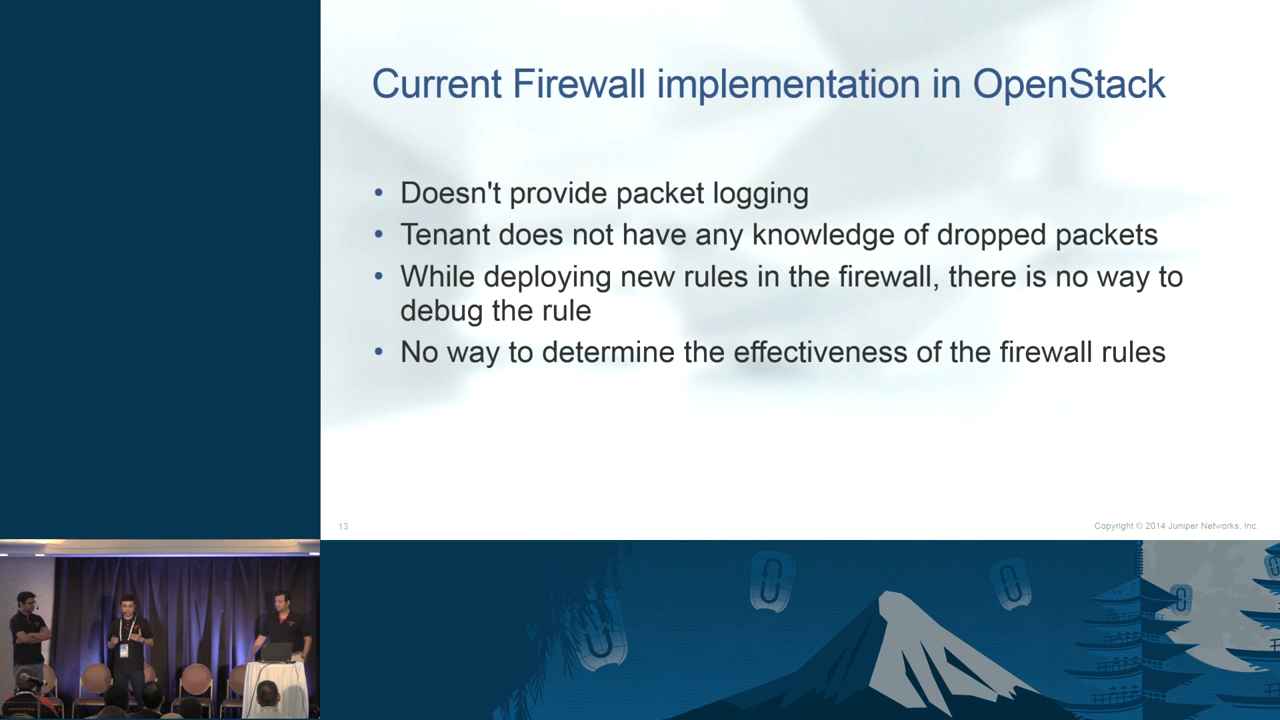 Current Firewall implementation in OpenStack
• Doesn't provide packet logging
• Tenant does not have any knowledge of dropped packets
• While deploying new rules in the firewall, there is no way to
debug the rule
• No way to determine the effectiveness of the firewall rules
13
Copyright © 2014 Juniper Networks, Inc.